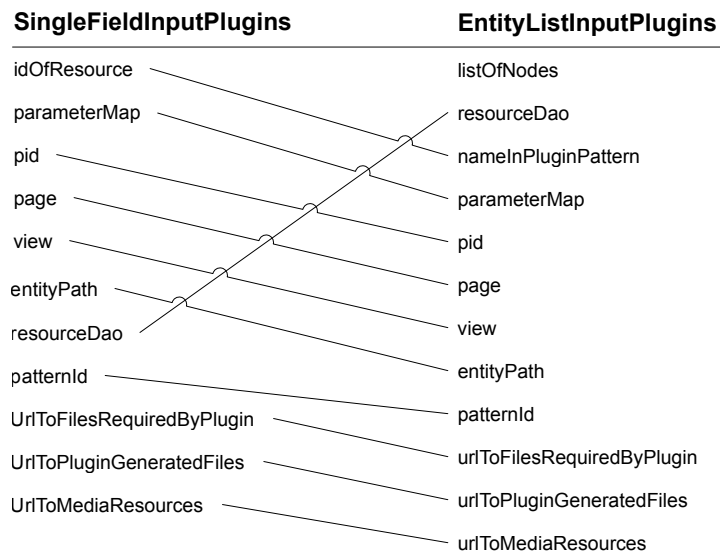 SingleFieldInputPlugins
EntityListInputPlugins
idOfResource
parameterMap
pid
page
view
entityPath
resourceDao
patternId
UrlToFilesRequiredByPlugin
UrlToPluginGeneratedFiles
UrlToMediaResources
listOfNodes
resourceDao
nameInPluginPattern
parameterMap
pid
page
view
entityPath
patternId
urlToFilesRequiredByPlugin
urlToPluginGeneratedFiles
urlToMediaResources